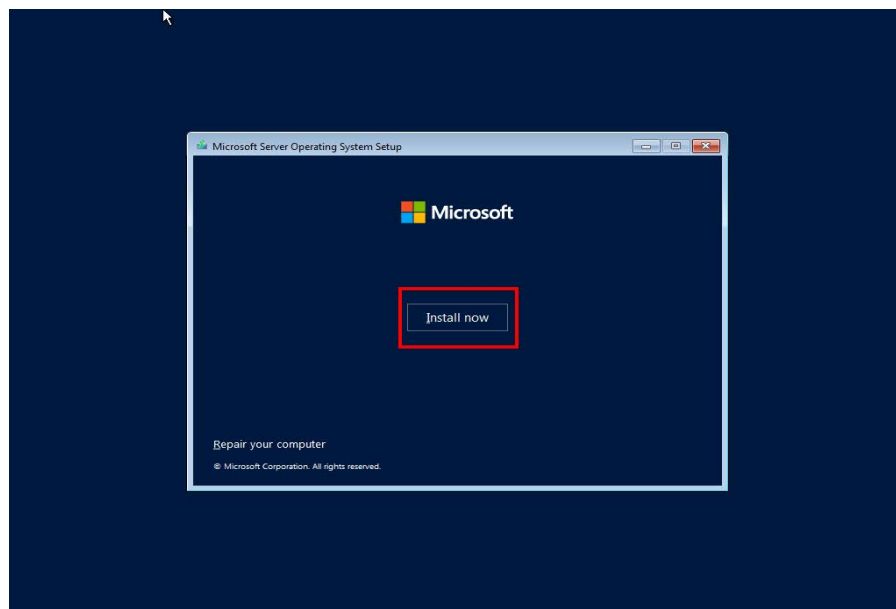 Microsoft Server Operating System Setup
Microsoft
Install now
Repair your computer
© Microsoft Corporation. All rights reserved.